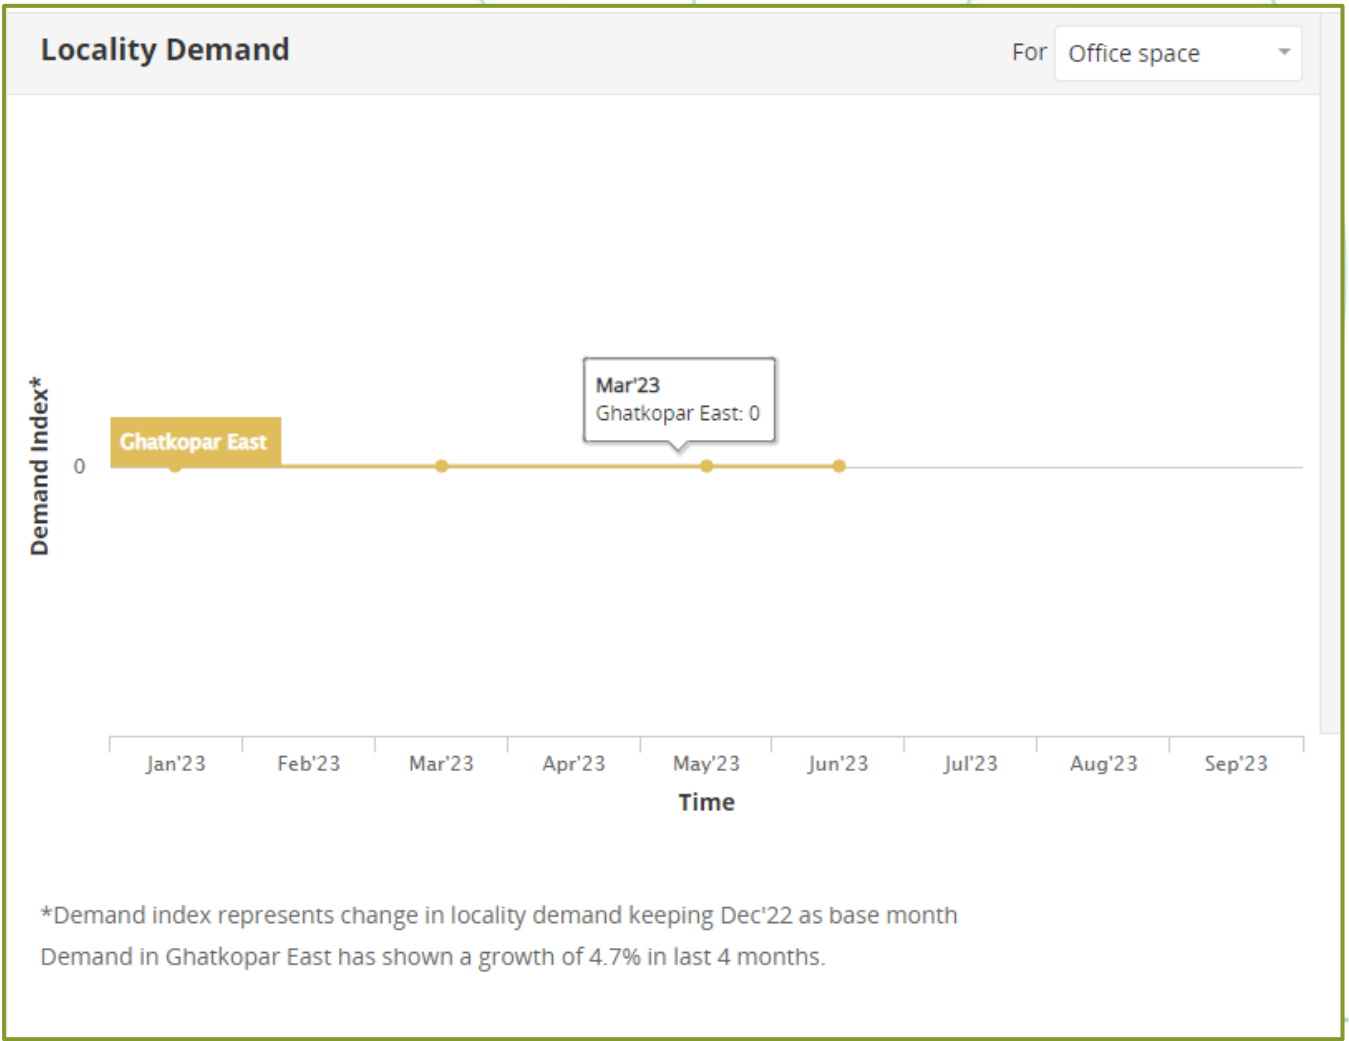 Locality Demand
For
Office space
Demand Index*
Mar'23
Ghatkopar East: 0
Ghatkopar East
0
Jan'23 Feb'23 Mar'23 Apr'23 May'23 Jun'23 Jul'23 Aug'23 Sep'23
Time
*Demand index represents change in locality demand keeping Dec'22 as base month
Demand in Ghatkopar East has shown a growth of 4.7% in last 4 months.